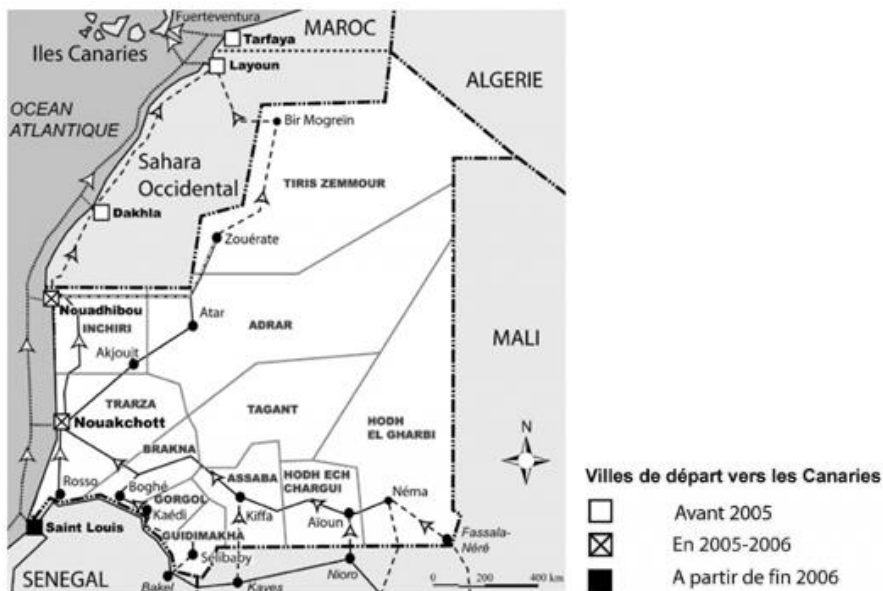 Fuerteventura
Iles Canaries
Tarfaya
MAROC
Layoun
ALGERIE
OCEAN
ATLANTIQUE
Bir Mogreïn
Sahara
Occidental
TIRIS ZEMMOUR
Dakhla
Zouérate
Nouadhibou
INCHIRI
Atar
ADRAR
MALI
Akjoujt
TRARZA
TAGANT
Nouakchott
HODH
EL GHARBI
N
BRAKNA
ASSABA
HODH ECH
CHARGUI
Néma
Rosso
Boghé
GORGOL
Kaédi
Kiffa
Aïoun
Saint Louis
GUIDIMAKHA
Fassala-
Néré
Sélibaby
SENEGAL
Bakel
Kayes
Nioro
0 200 400 km
Villes de départ vers les Canaries
Avant 2005
En 2005-2006
A partir de fin 2006